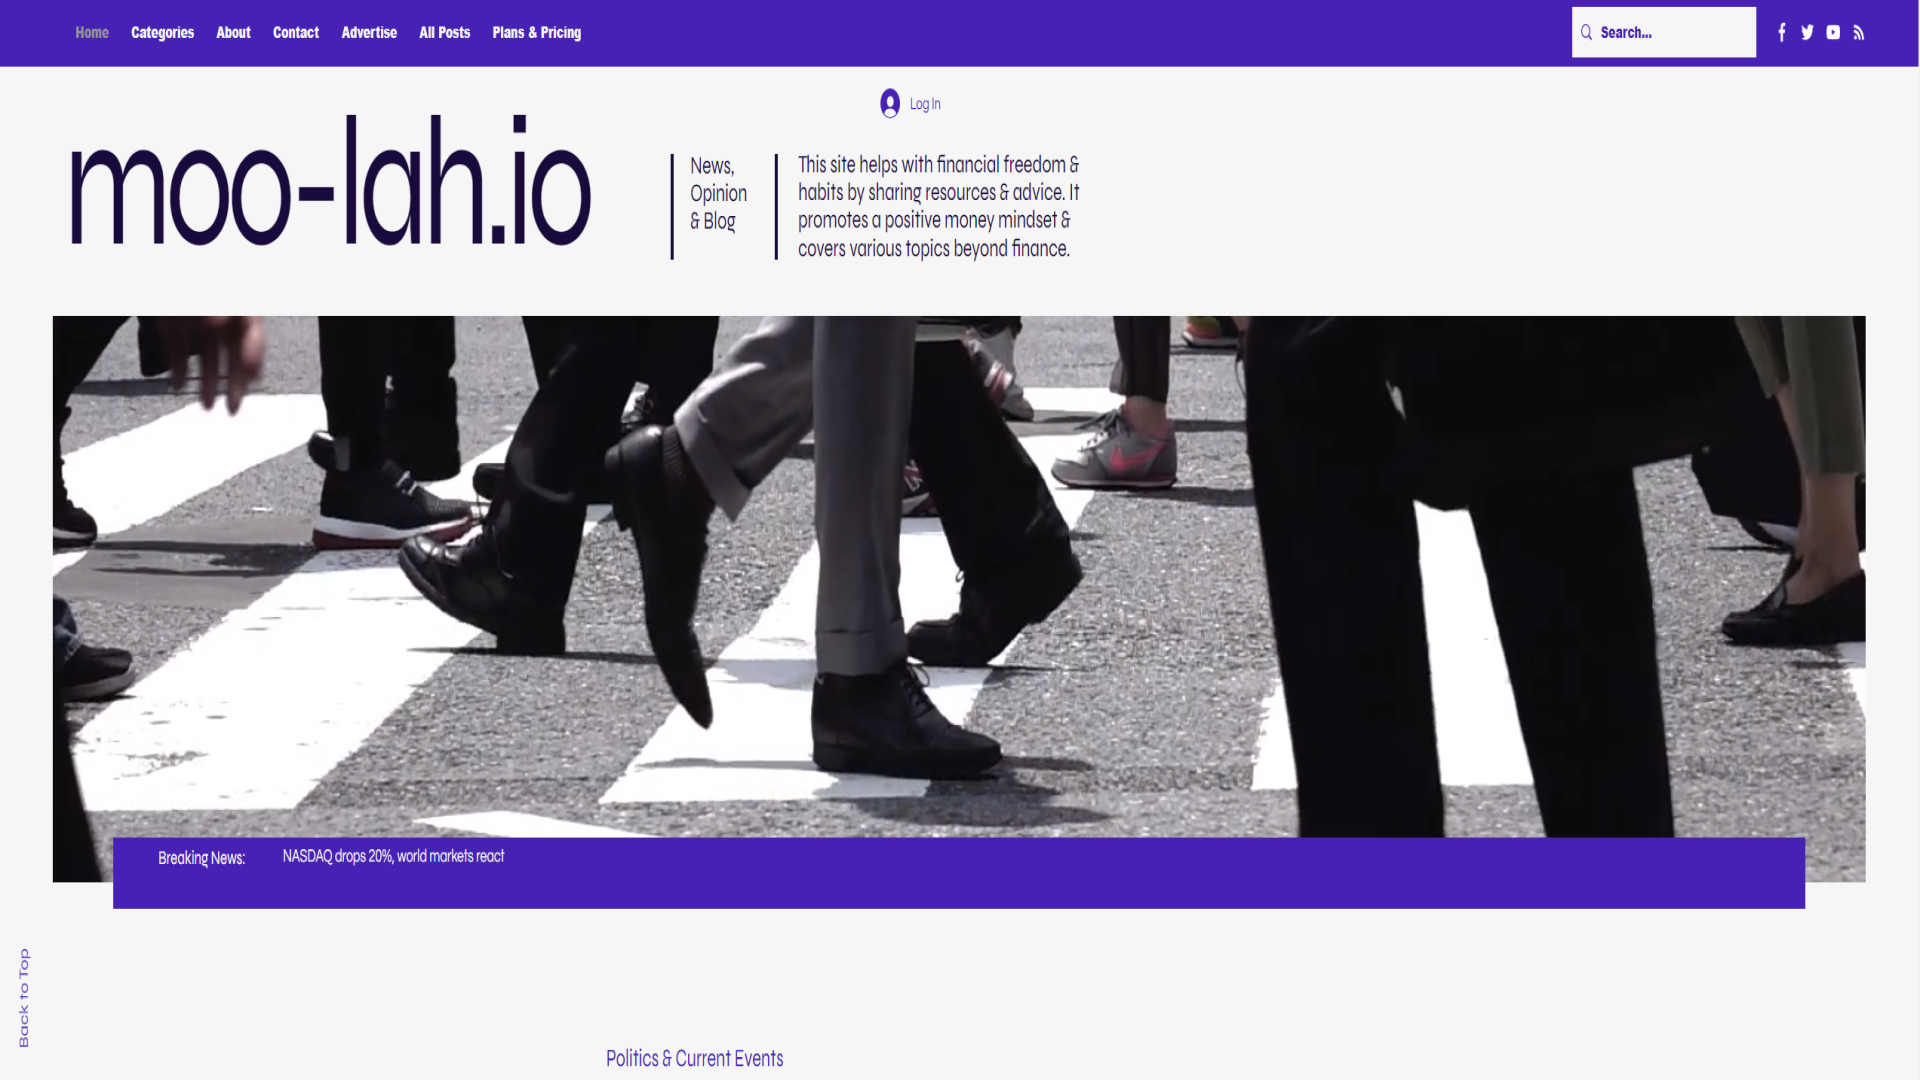 Home Categories About Contact Advertise All Posts Plans & Pricing
Search...
Log In
moo-lah.io
News,
Opinion
& Blog
This site helps with financial freedom &
habits by sharing resources & advice. It
promotes a positive money mindset &
covers various topics beyond finance.
Breaking News: NASDAQ drops 20%, world markets react
Back to Top
Politics & Current Events